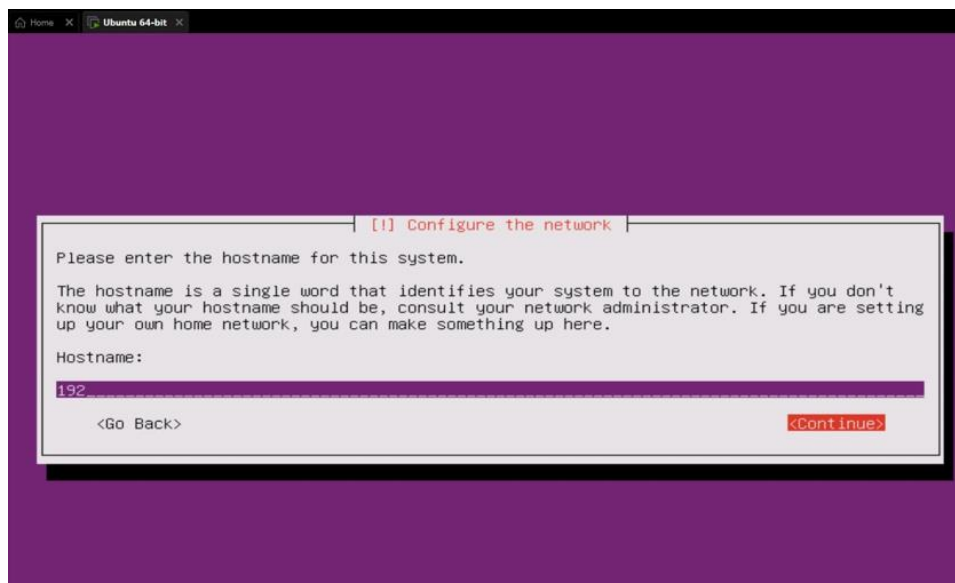 Home
Ubuntu 64-bit
[!] Configure the network
Please enter the hostname for this system.
The hostname is a single word that identifies your system to the network. If you don't
know what your hostname should be, consult your network administrator. If you are setting
up your own home network, you can make something up here.
Hostname:
192
<Go Back> <Continue>